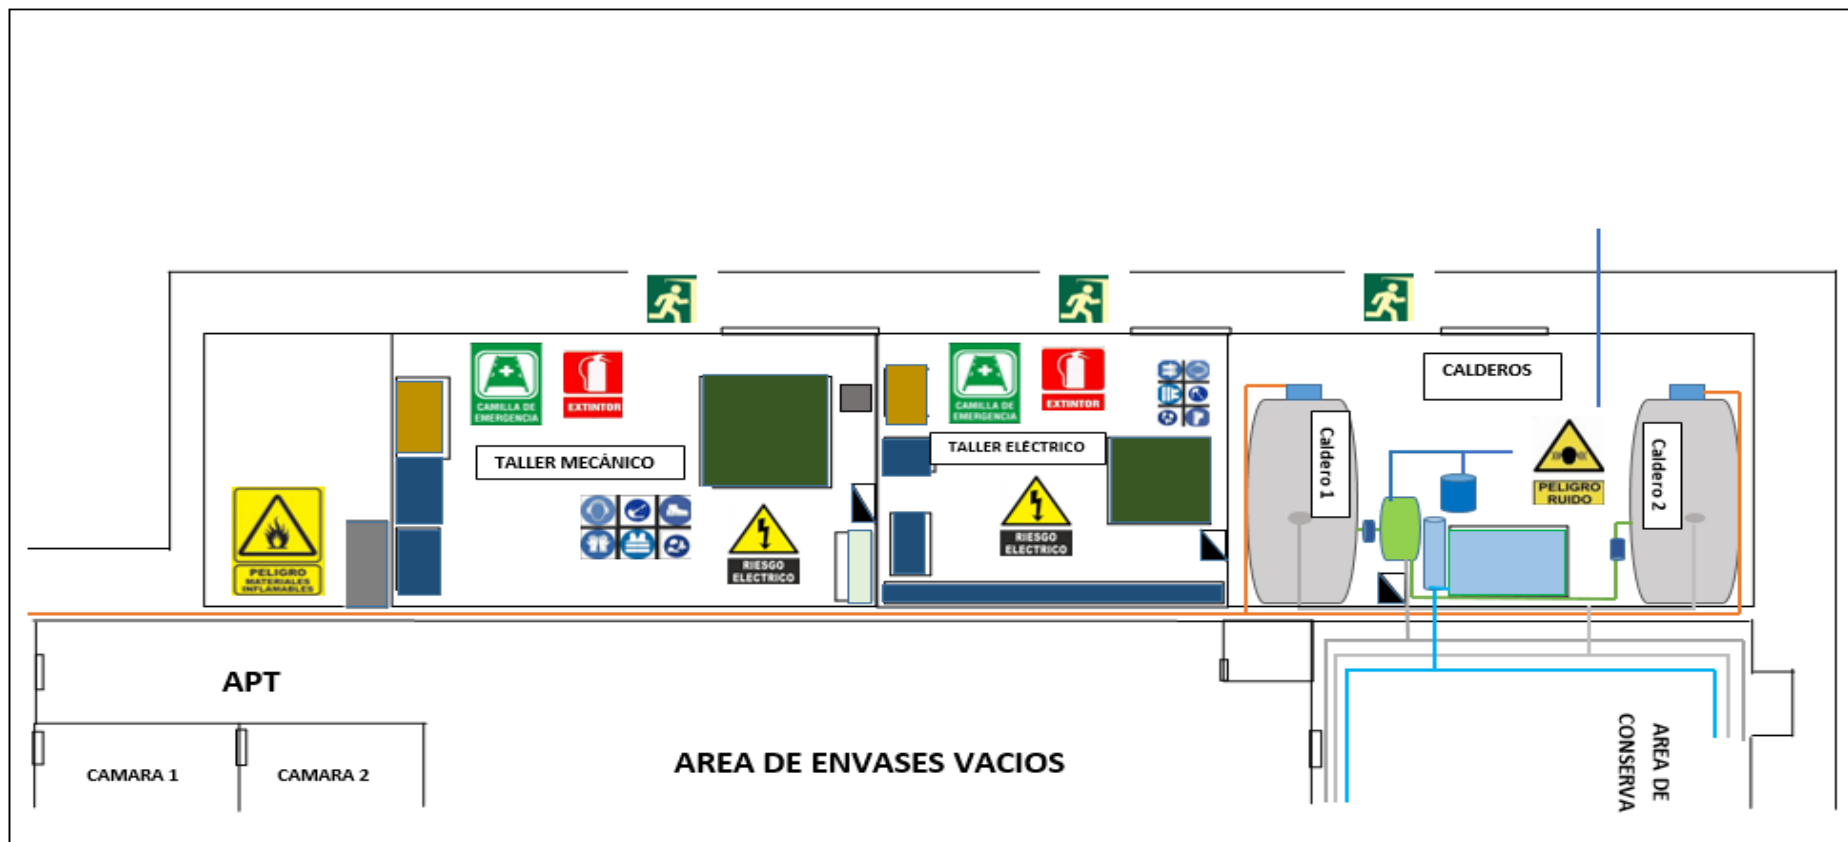 CALDEROS
CAMILLA DE
EMERGENCIA
EXTINTOR
CAMILLA DE
EMERGENCIA
EXTINTOR
TALLER MECÁNICO
TALLER ELÉCTRICO
Caldero 1
Caldero 2
PELIGRO
RUIDO
PELIGRO
MATERIALES
INFLAMABLES
RIESGO
ELECTRICO
RIESGO
ELECTRICO
APT
CAMARA 1
CAMARA 2
AREA DE ENVASES VACIOS
AREA DE
CONSERVA